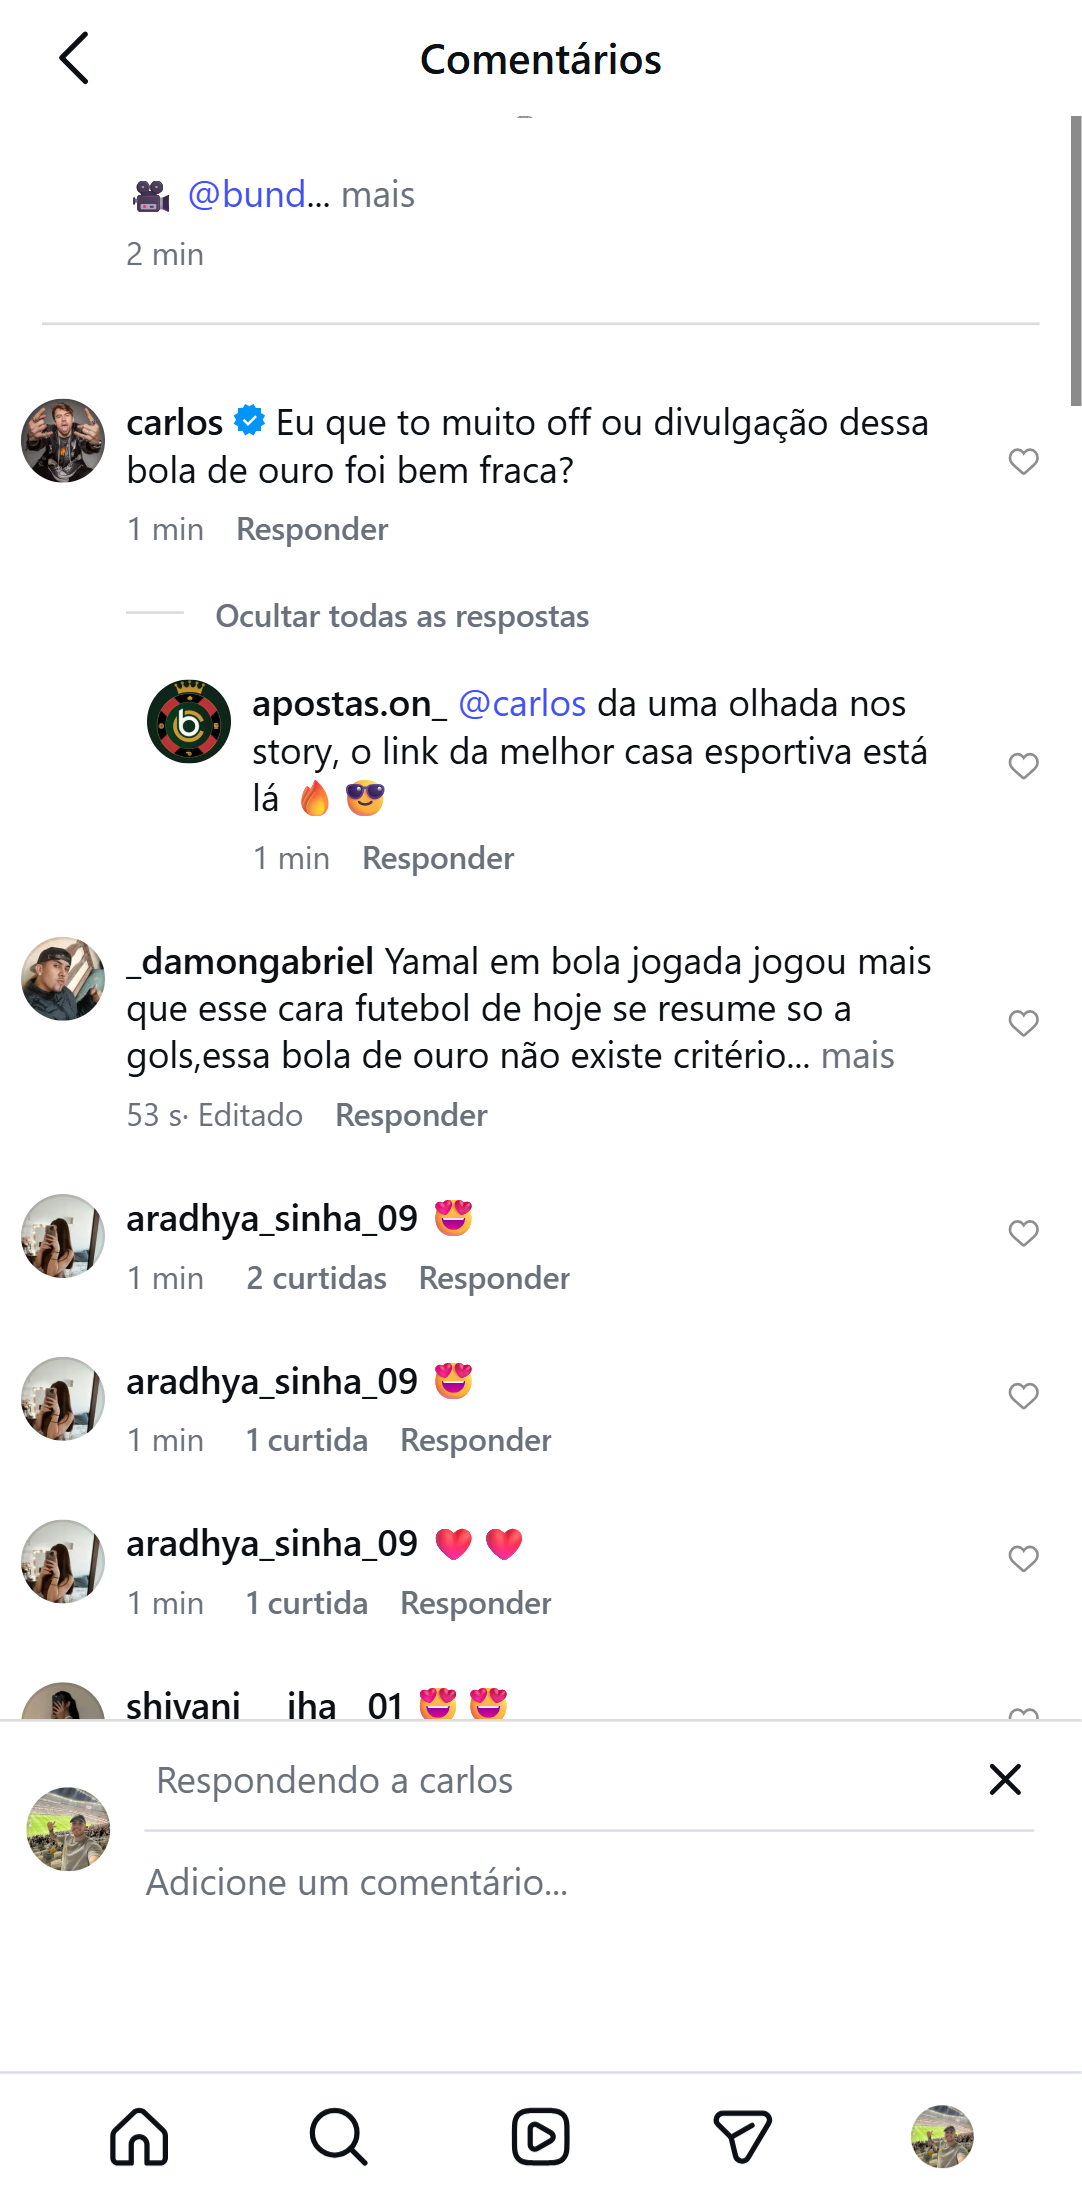 Comentários
@bund... mais
2 min
carlos Eu que to muito off ou divulgação dessa
bola de ouro foi bem fraca?
1 min Responder
Ocultar todas as respostas
apostas.on_ @carlos da uma olhada nos
story, o link da melhor casa esportiva está
lá 🔥😎
1 min Responder
_damongabriel Yamal em bola jogada jogou mais
que esse cara futebol de hoje se resume so a
gols,essa bola de ouro não existe critério... mais
53 s· Editado Responder
aradhya_sinha_09 😍
1 min 2 curtidas Responder
aradhya_sinha_09 😍
1 min 1 curtida Responder
aradhya_sinha_09 ❤️❤️
1 min 1 curtida Responder
Respondendo a carlos
Adicione um comentário...